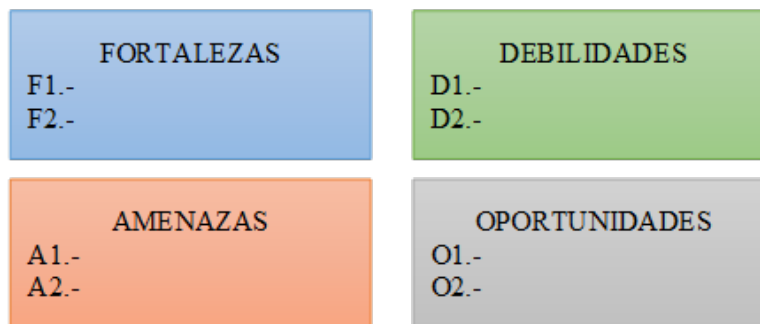 FORTALEZAS
F1.-
F2.-
DEBILIDADES
D1.-
D2.-
AMENAZAS
A1.-
A2.-
OPORTUNIDADES
O1.-
O2.-